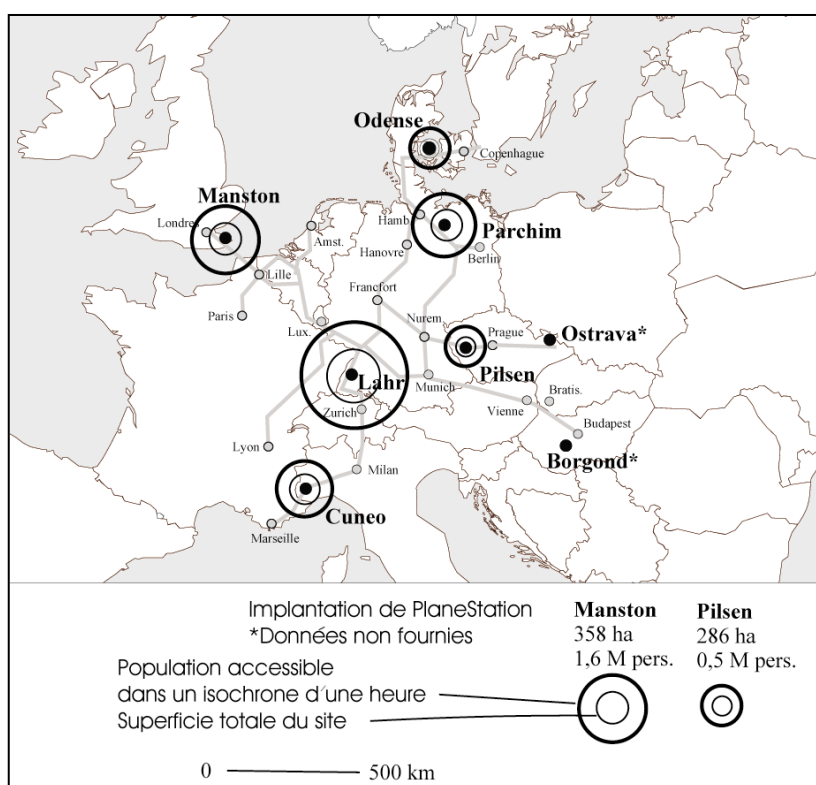 Odense
Copenhague
Manston
Londres
Amst.
Hamb.
Parchim
Hanovre
Berlin
Lille
Francfort
Paris
Lux.
Nurem.
Prague
Ostrava*
Pilsen
Lahr
Munich
Bratis.
Vienne
Zurich
Budapest
Lyon
Borgond*
Milan
Cuneo
Marseille
Implantation de PlaneStation
*Données non fournies
Manston
358 ha
1,6 M pers.
Pilsen
286 ha
0,5 M pers.
Population accessible
dans un isochrone d'une heure
Superficie totale du site
0 500 km